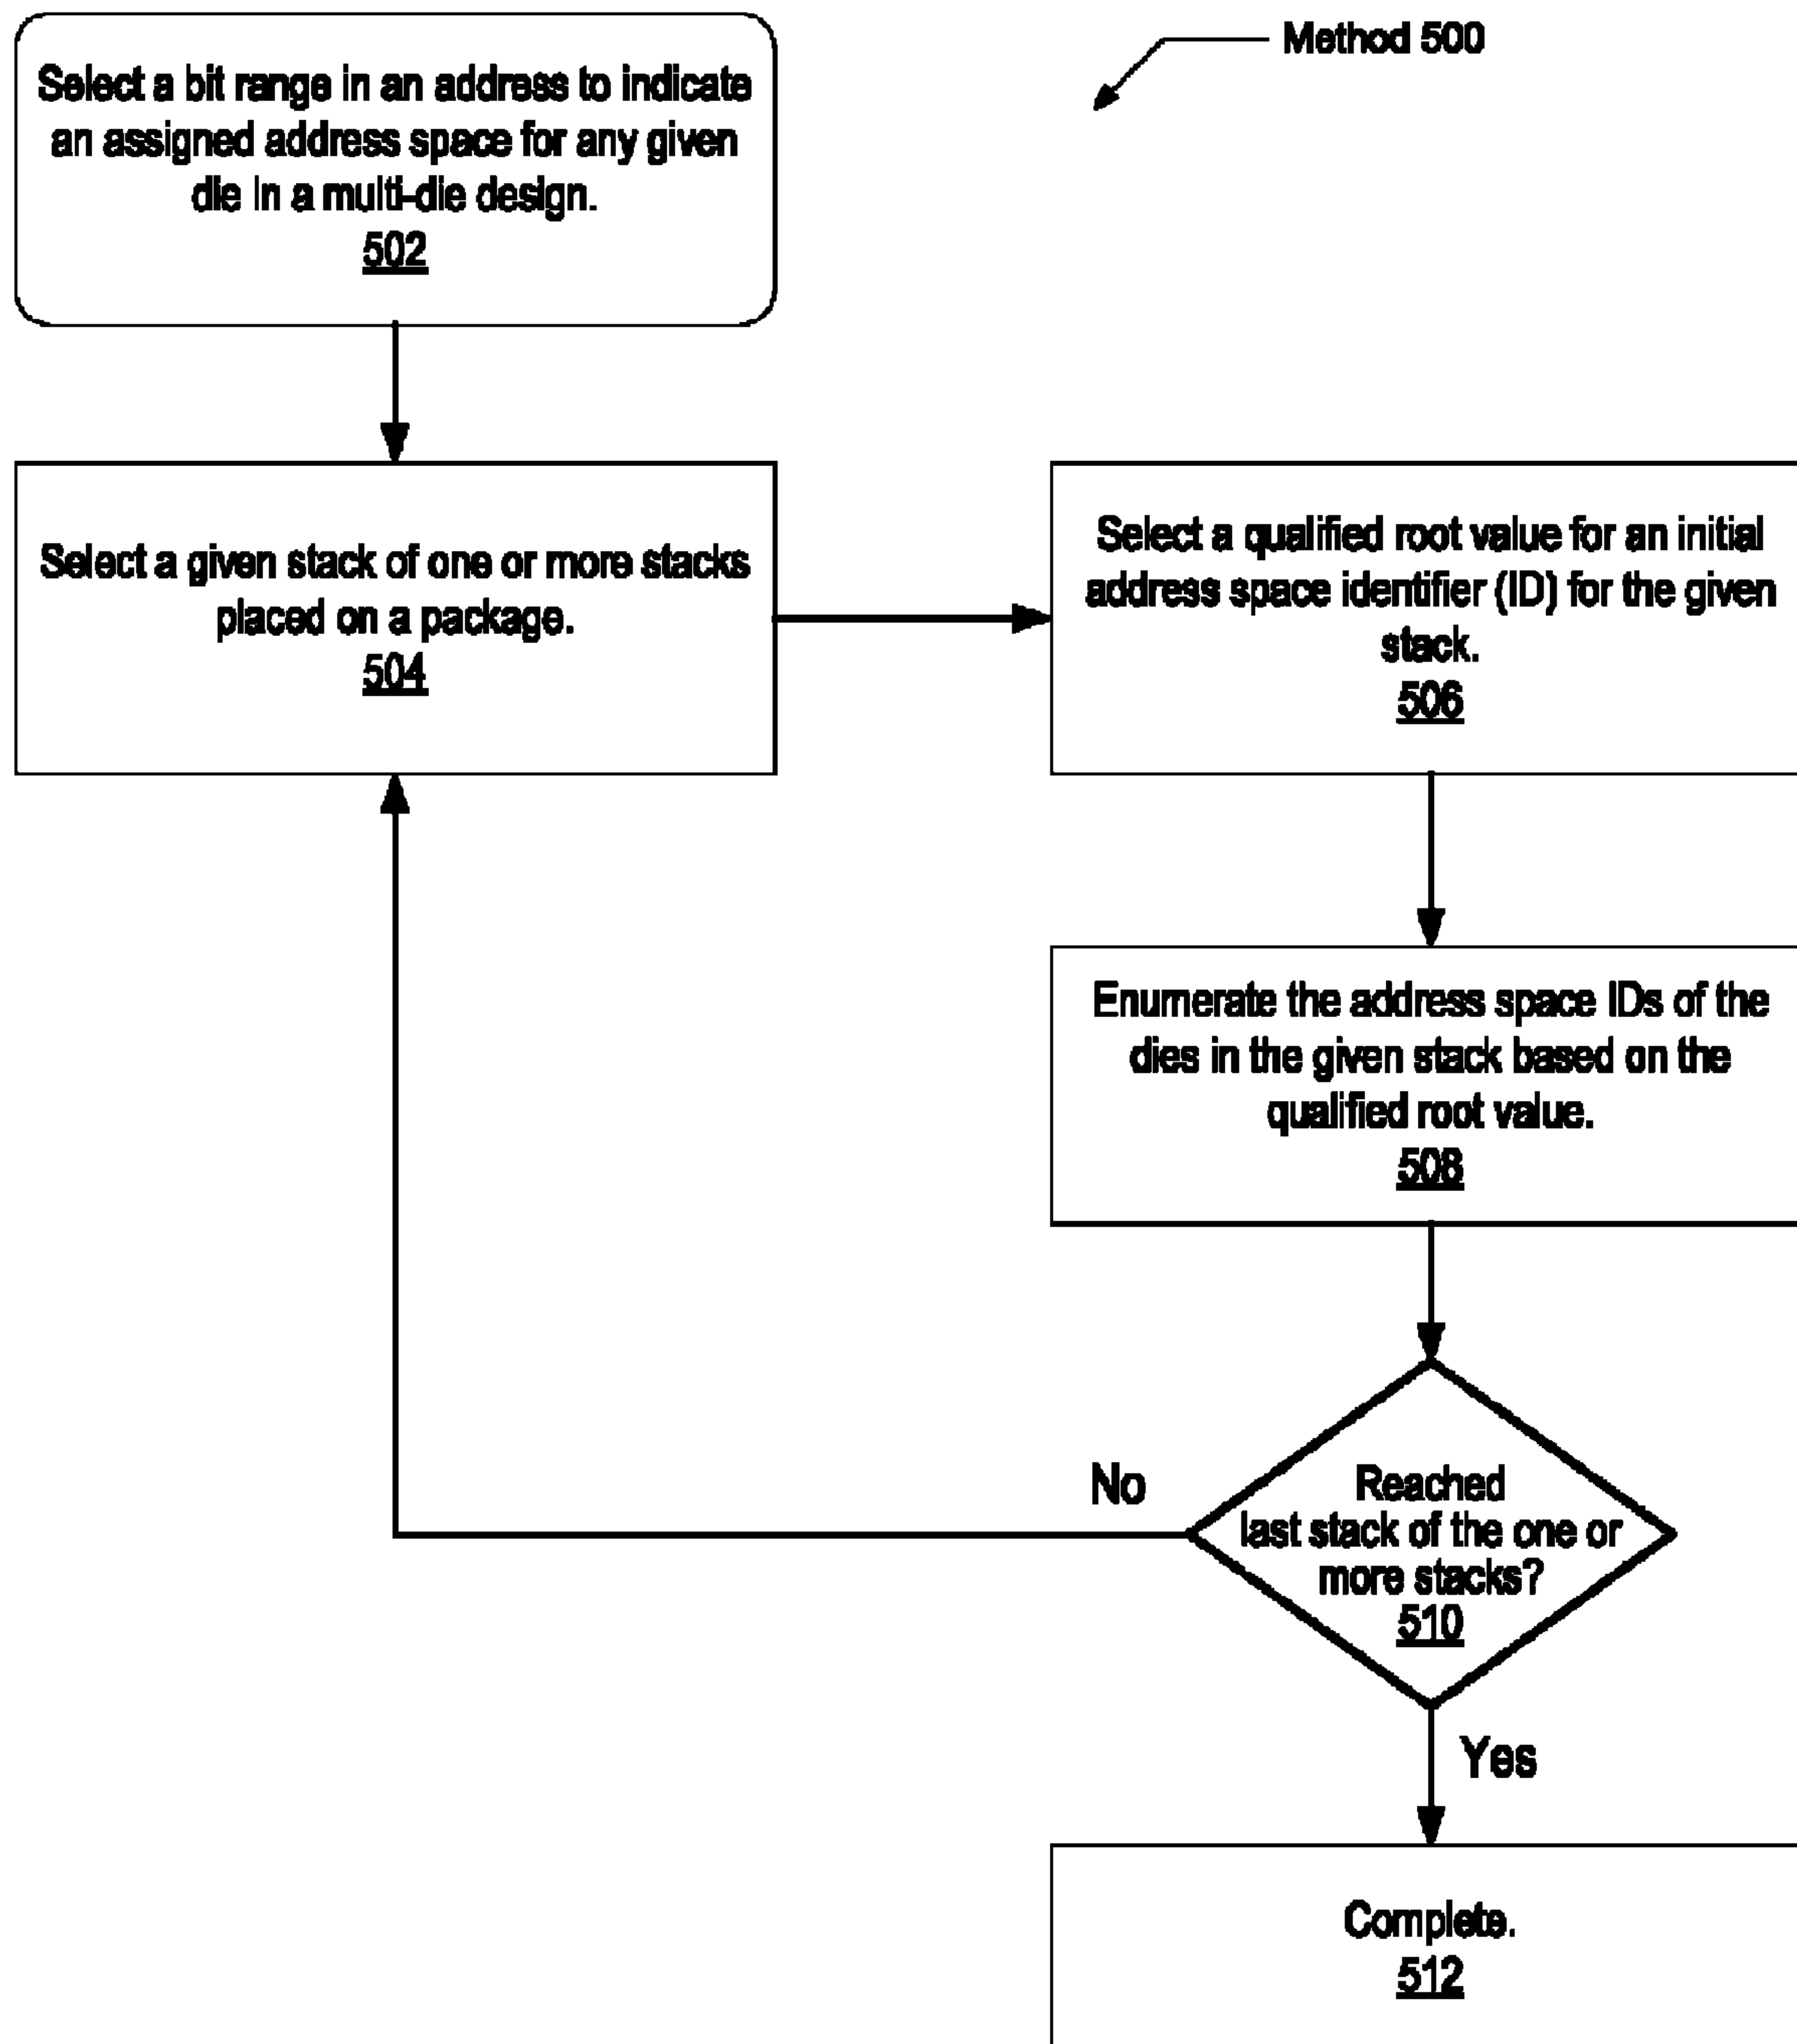 Method 500
Select a bit range in an address to indicate
an assigned address space for any given
die in a multi-die design.
502
Select a given stack of one or more stacks
placed on a package.
504
Select a qualified root value for an initial
address space identifier (ID) for the given
stack.
506
Enumerate the address space IDs of the
dies in the given stack based on the
qualified root value.
508
Reached
last stack of the one or
more stacks?
510
No
Yes
Complete.
512